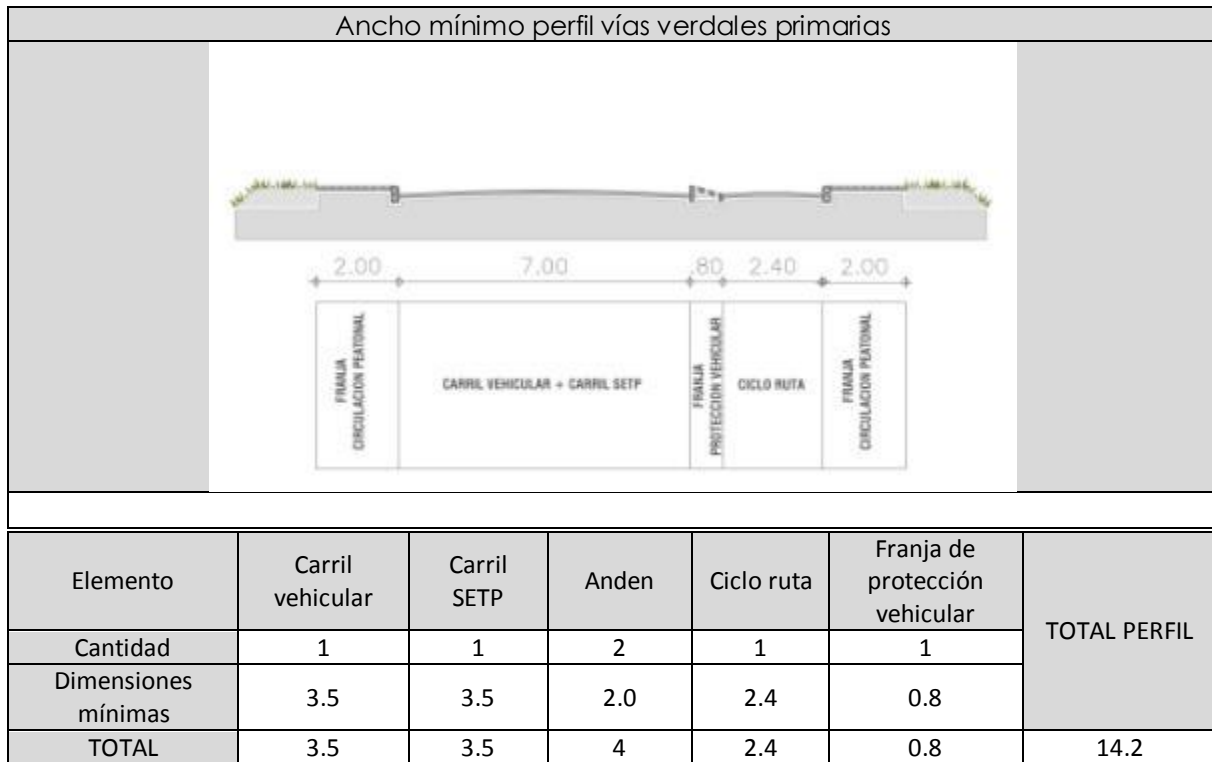 Ancho mínimo perfil vías verdales primarias
2.00 7.00 .80 2.40 2.00
FRANJA
CIRCULACION PEATONAL
CARRIL VEHICULAR + CARRIL SETP
FRANJA
PROTECCION VEHICULAR
CICLO RUTA
FRANJA
CIRCULACION PEATONAL
Elemento Carril vehicular Carril SETP Anden Ciclo ruta Franja de protección vehicular TOTAL PERFIL
Cantidad 1 1 2 1 1
Dimensiones mínimas 3.5 3.5 2.0 2.4 0.8
TOTAL 3.5 3.5 4 2.4 0.8 14.2